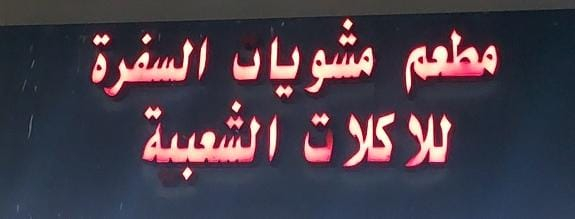 مطعم مشويات السفرة
للاكلات الشعبية